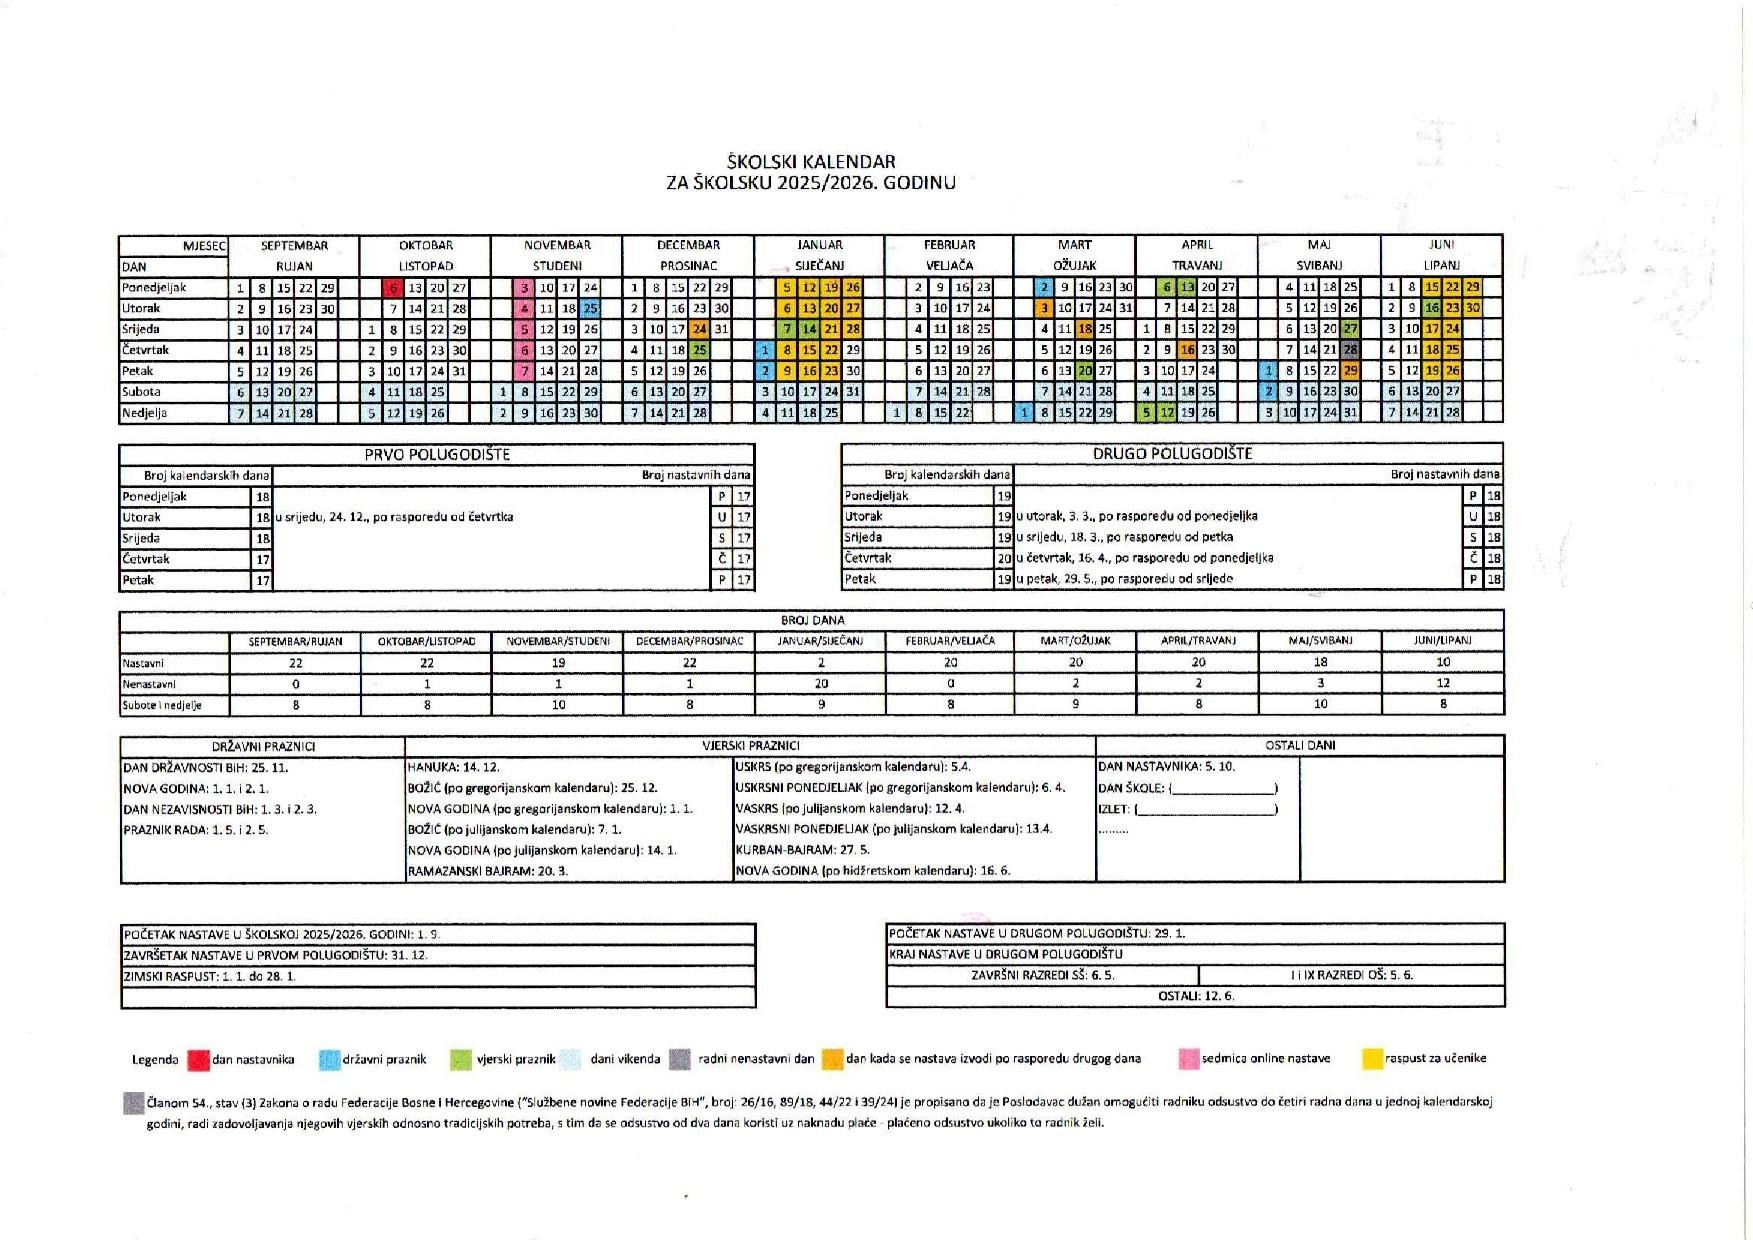 ŠKOLSKI KALENDAR
ZA ŠKOLSKU 2025/2026. GODINU
MJESEC SEPTEMBAR OKTOBAR NOVEMBAR DECEMBAR JANUAR FEBRUAR MART APRIL MAJ JUNI
DAN RUJAN LISTOPAD STUDENI PROSINAC SIJEČANJ VELJAČA OŽUJAK TRAVANJ SVIBANJ LIPANJ
Ponedjeljak 1 8 15 22 29 6 13 20 27 3 10 17 24 1 8 15 22 29 5 12 19 26 2 9 16 23 2 9 16 23 30 6 13 20 27 4 11 18 25 1 8 15 22 29
Utorak 2 9 16 23 30 7 14 21 28 4 11 18 25 2 9 16 23 30 6 13 20 27 3 10 17 24 3 10 17 24 31 7 14 21 28 5 12 19 26 2 9 16 23 30
Srijeda 3 10 17 24 1 8 15 22 29 5 12 19 26 3 10 17 24 31 7 14 21 28 4 11 18 25 4 11 18 25 1 8 15 22 29 6 13 20 27 3 10 17 24
Četvrtak 4 11 18 25 2 9 16 23 30 6 13 20 27 4 11 18 25 1 8 15 22 29 5 12 19 26 5 12 19 26 2 9 16 23 30 7 14 21 28 4 11 18 25
Petak 5 12 19 26 3 10 17 24 31 7 14 21 28 5 12 19 26 2 9 16 23 30 6 13 20 27 6 13 20 27 3 10 17 24 1 8 15 22 29 5 12 19 26
Subota 6 13 20 27 4 11 18 25 1 8 15 22 29 6 13 20 27 3 10 17 24 31 7 14 21 28 7 14 21 28 4 11 18 25 2 9 16 23 30 6 13 20 27
Nedjelja 7 14 21 28 5 12 19 26 2 9 16 23 30 7 14 21 28 4 11 18 25 1 8 15 22 1 8 15 22 29 5 12 19 26 3 10 17 24 31 7 14 21 28
PRVO POLUGODIŠTE
Broj kalendarskih dana Broj nastavnih dana
Ponedjeljak 18 P 17
Utorak 18 u srijedu, 24. 12., po rasporedu od četvrtka U 17
Srijeda 18 S 17
Četvrtak 17 Č 17
Petak 17 P 17
DRUGO POLUGODIŠTE
Broj kalendarskih dana Broj nastavnih dana
Ponedjeljak 19 P 18
Utorak 19 u utorak, 3. 3., po rasporedu od ponedjeljka U 18
Srijeda 19 u srijedu, 18. 3., po rasporedu od petka S 18
Četvrtak 20 u četvrtak, 16. 4., po rasporedu od ponedjeljka Č 18
Petak 19 u petak, 29. 5., po rasporedu od srijede P 18
BROJ DANA
SEPTEMBAR/RUJAN OKTOBAR/LISTOPAD NOVEMBAR/STUDENI DECEMBAR/PROSINAC JANUAR/SIJEČANJ FEBRUAR/VELJAČA MART/OŽUJAK APRIL/TRAVANJ MAJ/SVIBANJ JUNI/LIPANJ
Nastavni 22 22 19 22 2 20 20 20 18 10
Nenastavni 0 1 1 1 20 0 2 2 3 12
Subote i nedjelje 8 8 10 8 9 8 9 8 10 8
DRŽAVNI PRAZNICI
DAN DRŽAVNOSTI BiH: 25. 11.
NOVA GODINA: 1. 1. i 2. 1.
DAN NEZAVISNOSTI BiH: 1. 3. i 2. 3.
PRAZNIK RADA: 1. 5. i 2. 5.
VJERSKI PRAZNICI
HANUKA: 14. 12.
BOŽIĆ (po gregorijanskom kalendaru): 25. 12.
NOVA GODINA (po gregorijanskom kalendaru): 1. 1.
BOŽIĆ (po julijanskom kalendaru): 7. 1.
NOVA GODINA (po julijanskom kalendaru): 14. 1.
RAMAZANSKI BAJRAM: 20. 3.
USKRS (po gregorijanskom kalendaru): 5.4.
USKRSNI PONEDJELJAK (po gregorijanskom kalendaru): 6. 4.
VASKRS (po julijanskom kalendaru): 12. 4.
VASKRSNI PONEDJELJAK (po julijanskom kalendaru): 13.4.
KURBAN-BAJRAM: 27. 5.
NOVA GODINA (po hidžretskom kalendaru): 16. 6.
OSTALI DANI
DAN NASTAVNIKA: 5. 10.
DAN ŠKOLE: (______________)
IZLET: (___________________)
.........
POČETAK NASTAVE U ŠKOLSKOJ 2025/2026. GODINI: 1. 9.
ZAVRŠETAK NASTAVE U PRVOM POLUGODIŠTU: 31. 12.
ZIMSKI RASPUST: 1. 1. do 28. 1.
POČETAK NASTAVE U DRUGOM POLUGODIŠTU: 29. 1.
KRAJ NASTAVE U DRUGOM POLUGODIŠTU
ZAVRŠNI RAZREDI SŠ: 6. 5. I i IX RAZREDI OŠ: 5. 6.
OSTALI: 12. 6.
Legenda dan nastavnika državni praznik vjerski praznik dani vikenda radni nenastavni dan dan kada se nastava izvodi po rasporedu drugog dana sedmica online nastave raspust za učenike
Članom 54., stav (3) Zakona o radu Federacije Bosne i Hercegovine ("Službene novine Federacije BIH", broj: 26/16, 89/18, 44/22 i 39/24) je propisano da je Poslodavac dužan omogućiti radniku odsustvo do četiri radna dana u jednoj kalendarskoj
godini, radi zadovoljavanja njegovih vjerskih odnosno tradicijskih potreba, s tim da se odsustvo od dva dana koristi uz naknadu plaće - plaćeno odsustvo ukoliko to radnik želi.